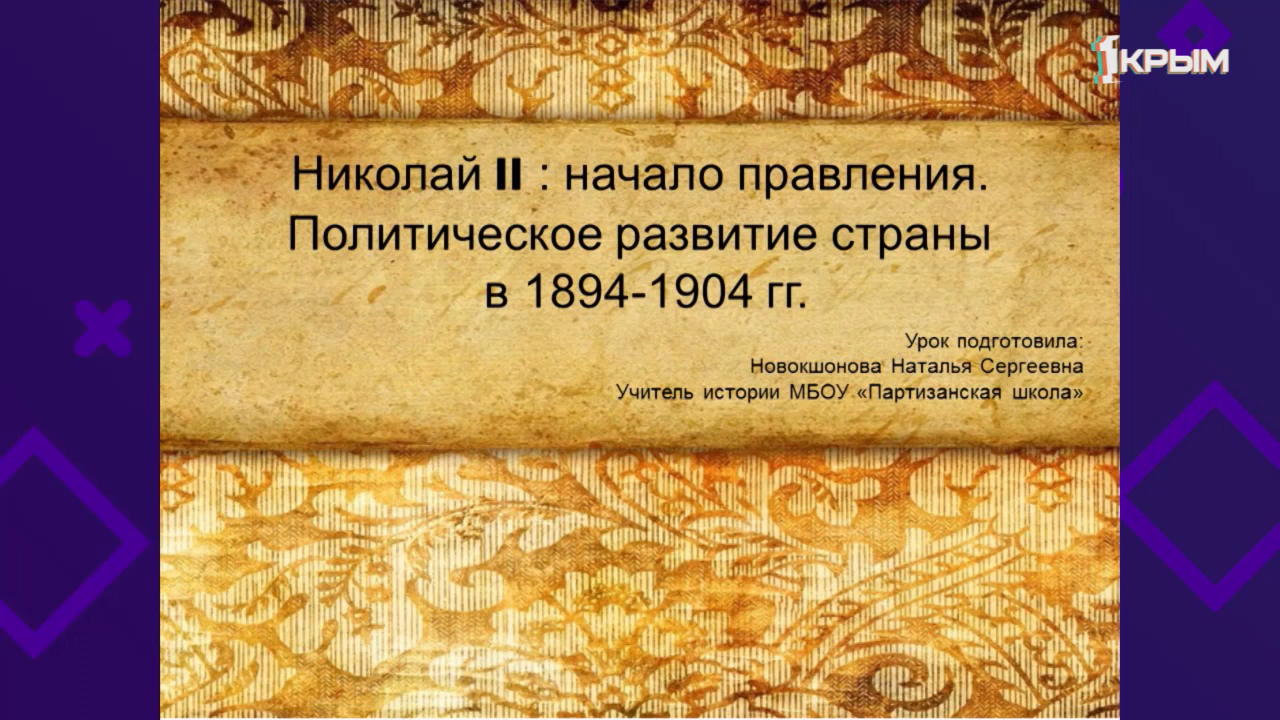 1КРЫМ
Николай II : начало правления.
Политическое развитие страны
в 1894-1904 гг.
Урок подготовила:
Новокшонова Наталья Сергеевна
Учитель истории МБОУ «Партизанская школа»